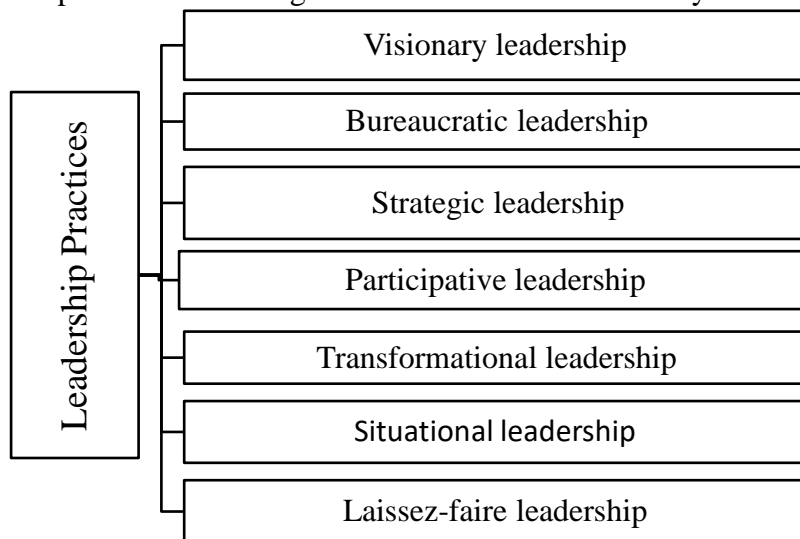 Visionary leadership
Bureaucratic leadership
Strategic leadership
Leadership Practices
Participative leadership
Transformational leadership
Situational leadership
Laissez-faire leadership